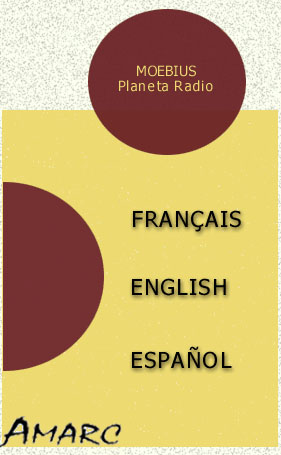 MOEBIUS
Planeta Radio
FRANÇAIS
ENGLISH
ESPAÑOL
AMARC